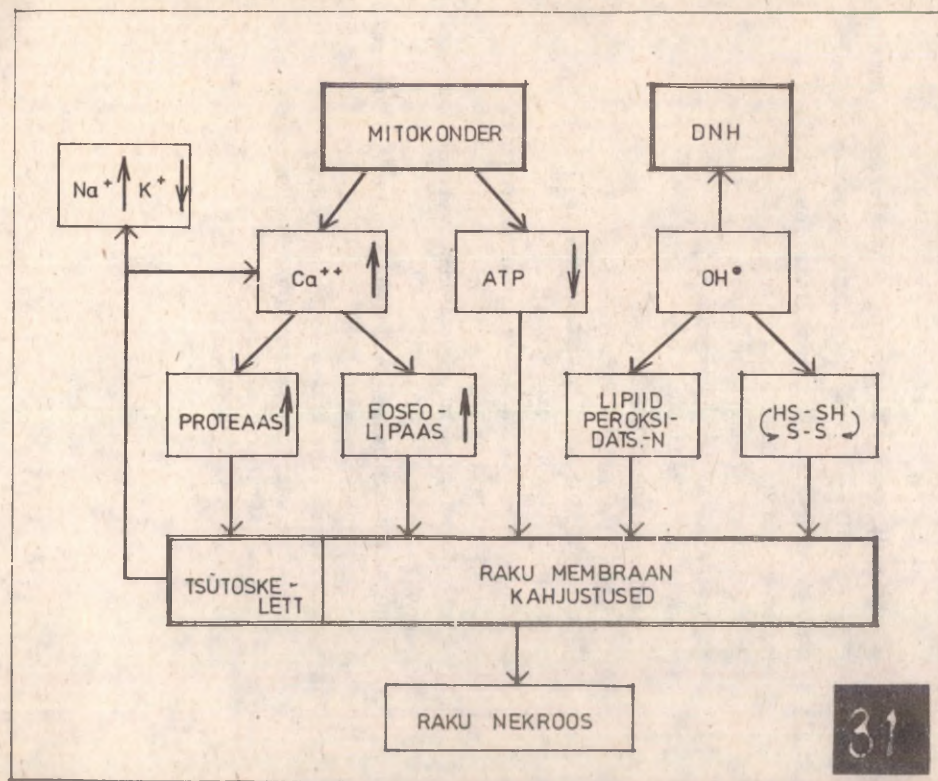 MITOKONDER
DNH
Na⁺ ↑ K⁺ ↓
Ca⁺⁺ ↑
ATP ↓
OH•
PROTEAAS ↑
FOSFO-
LIPAAS ↑
LIPIID
PEROKSI-
DATS.-N
HS-SH
S-S
TSÜTOSKE-
LETT
RAKU MEMBRAAN
KAHJUSTUSED
RAKU NEKROOS
31